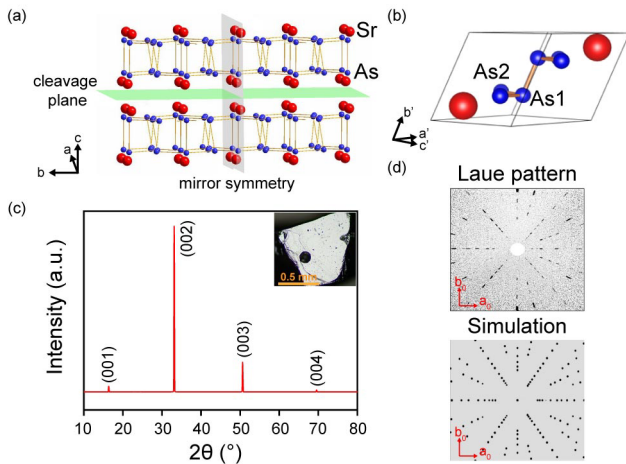 (a)
Sr
As
cleavage
plane
c
a
b
mirror symmetry
(b)
As2
As1
b'
a'
c'
(c)
Intensity (a.u.)
(001)
(002)
(003)
(004)
0.5 mm
10 20 30 40 50 60 70 80
2θ (°)
(d)
Laue pattern
b₀
a₀
Simulation
b₀
a₀